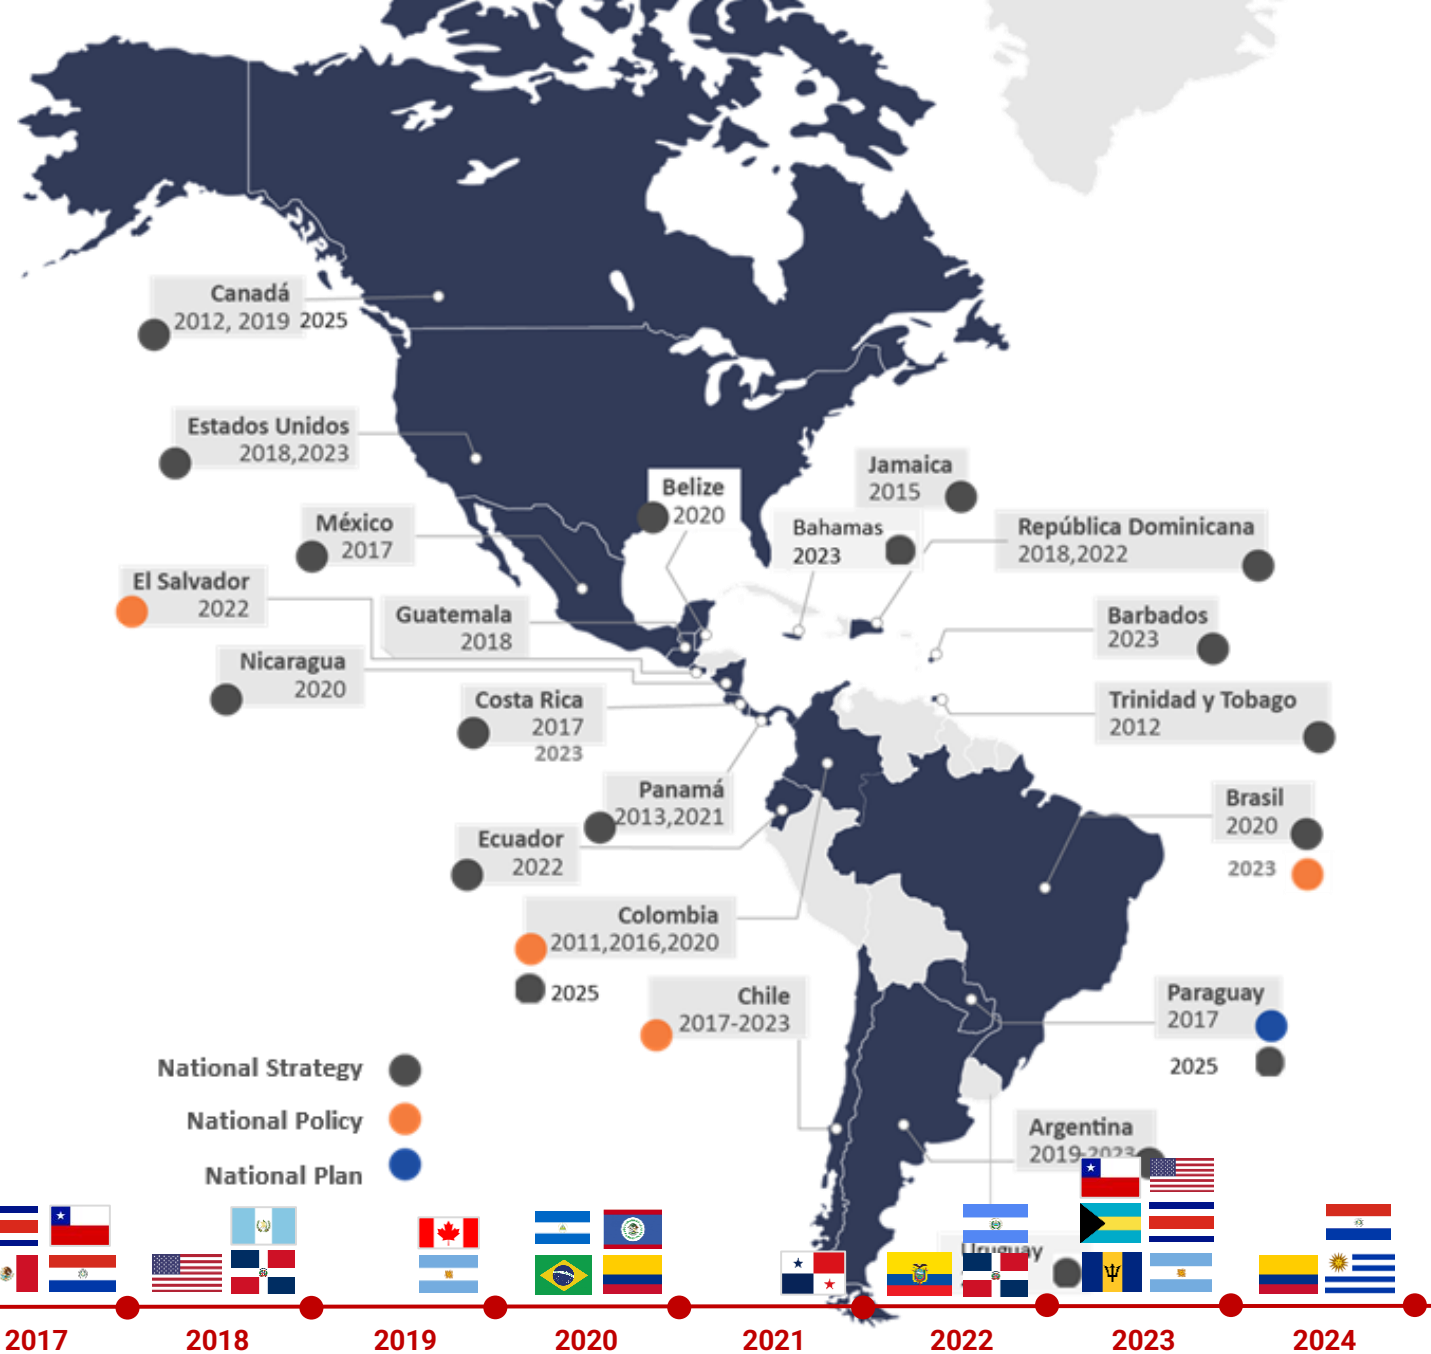 Canadá
2012, 2019 2025
Estados Unidos
2018,2023
México
2017
El Salvador
2022
Guatemala
2018
Nicaragua
2020
Costa Rica
2017
2023
Panamá
2013,2021
Ecuador
2022
Colombia
2011,2016,2020
2025
Chile
2017-2023
Belize
2020
Jamaica
2015
Bahamas
2023
República Dominicana
2018,2022
Barbados
2023
Trinidad y Tobago
2012
Brasil
2020
2023
Paraguay
2017
2025
Argentina
2019-2023
Uruguay
National Strategy
National Policy
National Plan
2017
2018
2019
2020
2021
2022
2023
2024